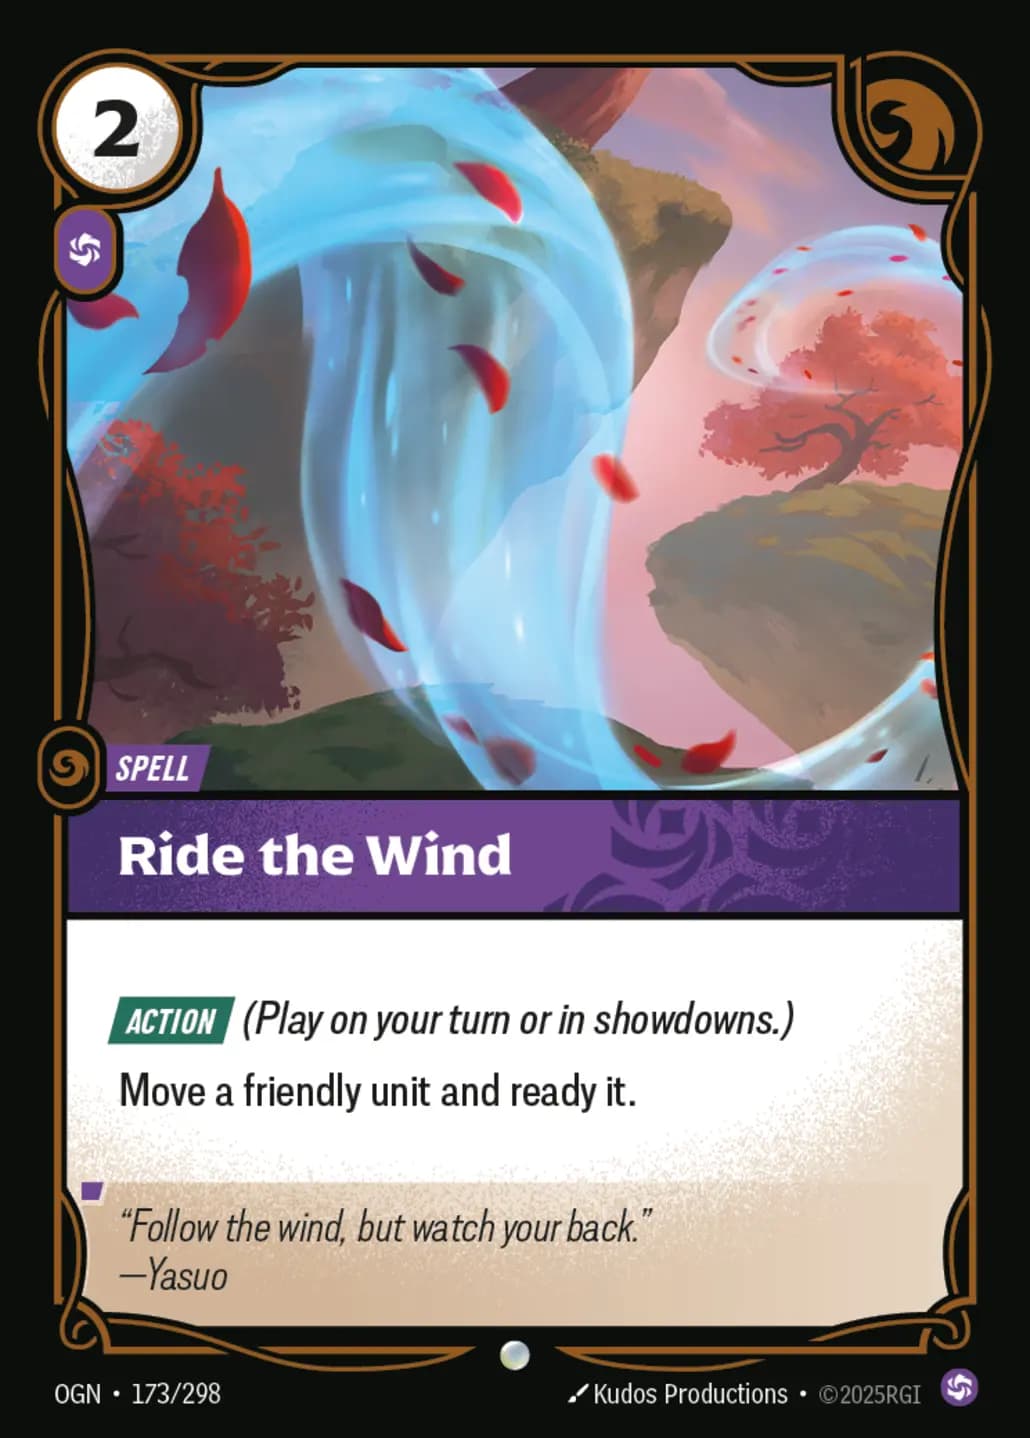 2
SPELL
Ride the Wind
ACTION (Play on your turn or in showdowns.)
Move a friendly unit and ready it.
“Follow the wind, but watch your back.”
—Yasuo
OGN • 173/298
Kudos Productions • ©2025RGI